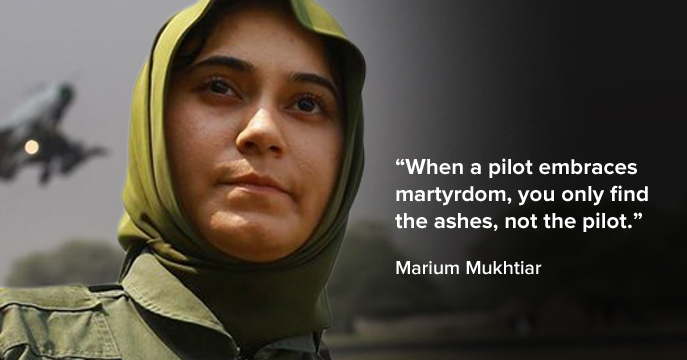 “When a pilot embraces
martyrdom, you only find
the ashes, not the pilot.”
Marium Mukhtiar